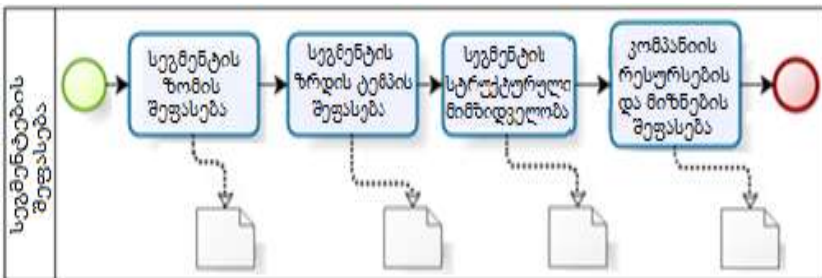 სეგმენტების
შეფასება
სეგმენტის
ზომის
შეფასება
სეგმენტის
ზრდის ტემპის
შეფასება
სეგმენტის
სტრუქტურული
მიმზიდველობა
კომპანიის
რესურსების
და მიზნების
შეფასება